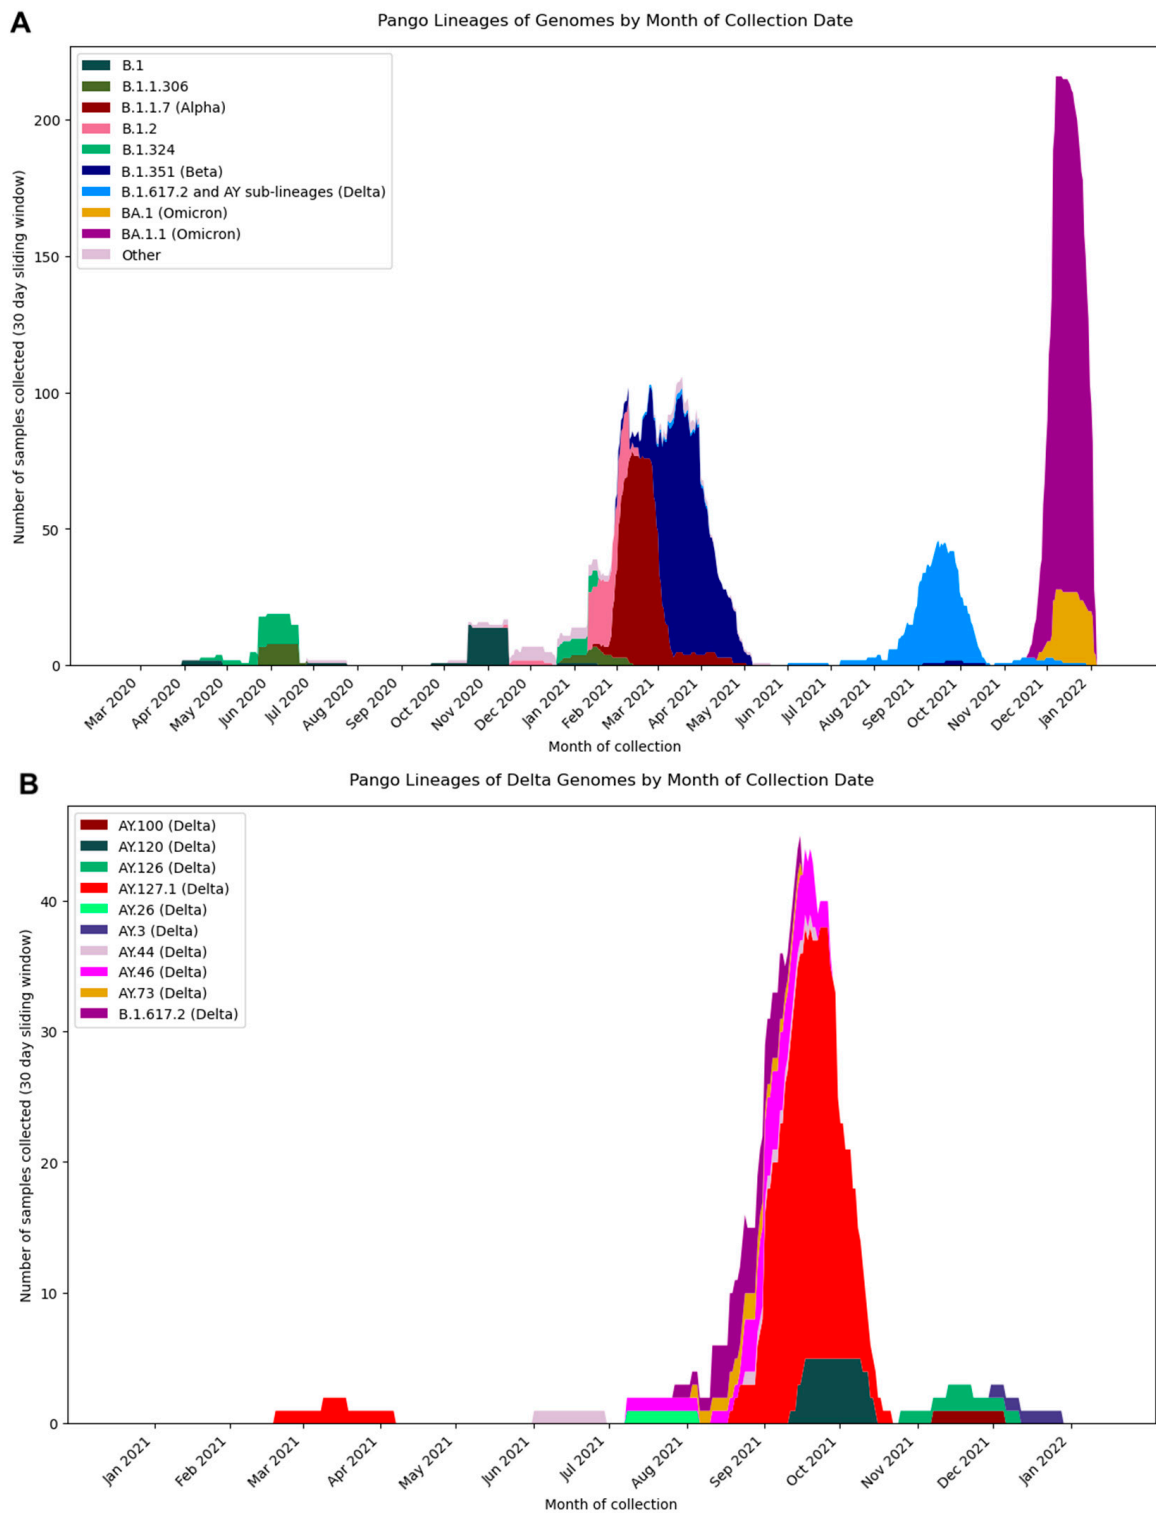 A
Pango Lineages of Genomes by Month of Collection Date
B.1
B.1.1.306
B.1.1.7 (Alpha)
B.1.2
B.1.324
B.1.351 (Beta)
B.1.617.2 and AY sub-lineages (Delta)
BA.1 (Omicron)
BA.1.1 (Omicron)
Other
Number of samples collected (30 day sliding window)
200
150
100
50
0
Mar 2020
Apr 2020
May 2020
Jun 2020
Jul 2020
Aug 2020
Sep 2020
Oct 2020
Nov 2020
Dec 2020
Jan 2021
Feb 2021
Mar 2021
Apr 2021
May 2021
Jun 2021
Jul 2021
Aug 2021
Sep 2021
Oct 2021
Nov 2021
Dec 2021
Jan 2022
Month of collection
B
Pango Lineages of Delta Genomes by Month of Collection Date
AY.100 (Delta)
AY.120 (Delta)
AY.126 (Delta)
AY.127.1 (Delta)
AY.26 (Delta)
AY.3 (Delta)
AY.44 (Delta)
AY.46 (Delta)
AY.73 (Delta)
B.1.617.2 (Delta)
Number of samples collected (30 day sliding window)
40
30
20
10
0
Jan 2021
Feb 2021
Mar 2021
Apr 2021
May 2021
Jun 2021
Jul 2021
Aug 2021
Sep 2021
Oct 2021
Nov 2021
Dec 2021
Jan 2022
Month of collection